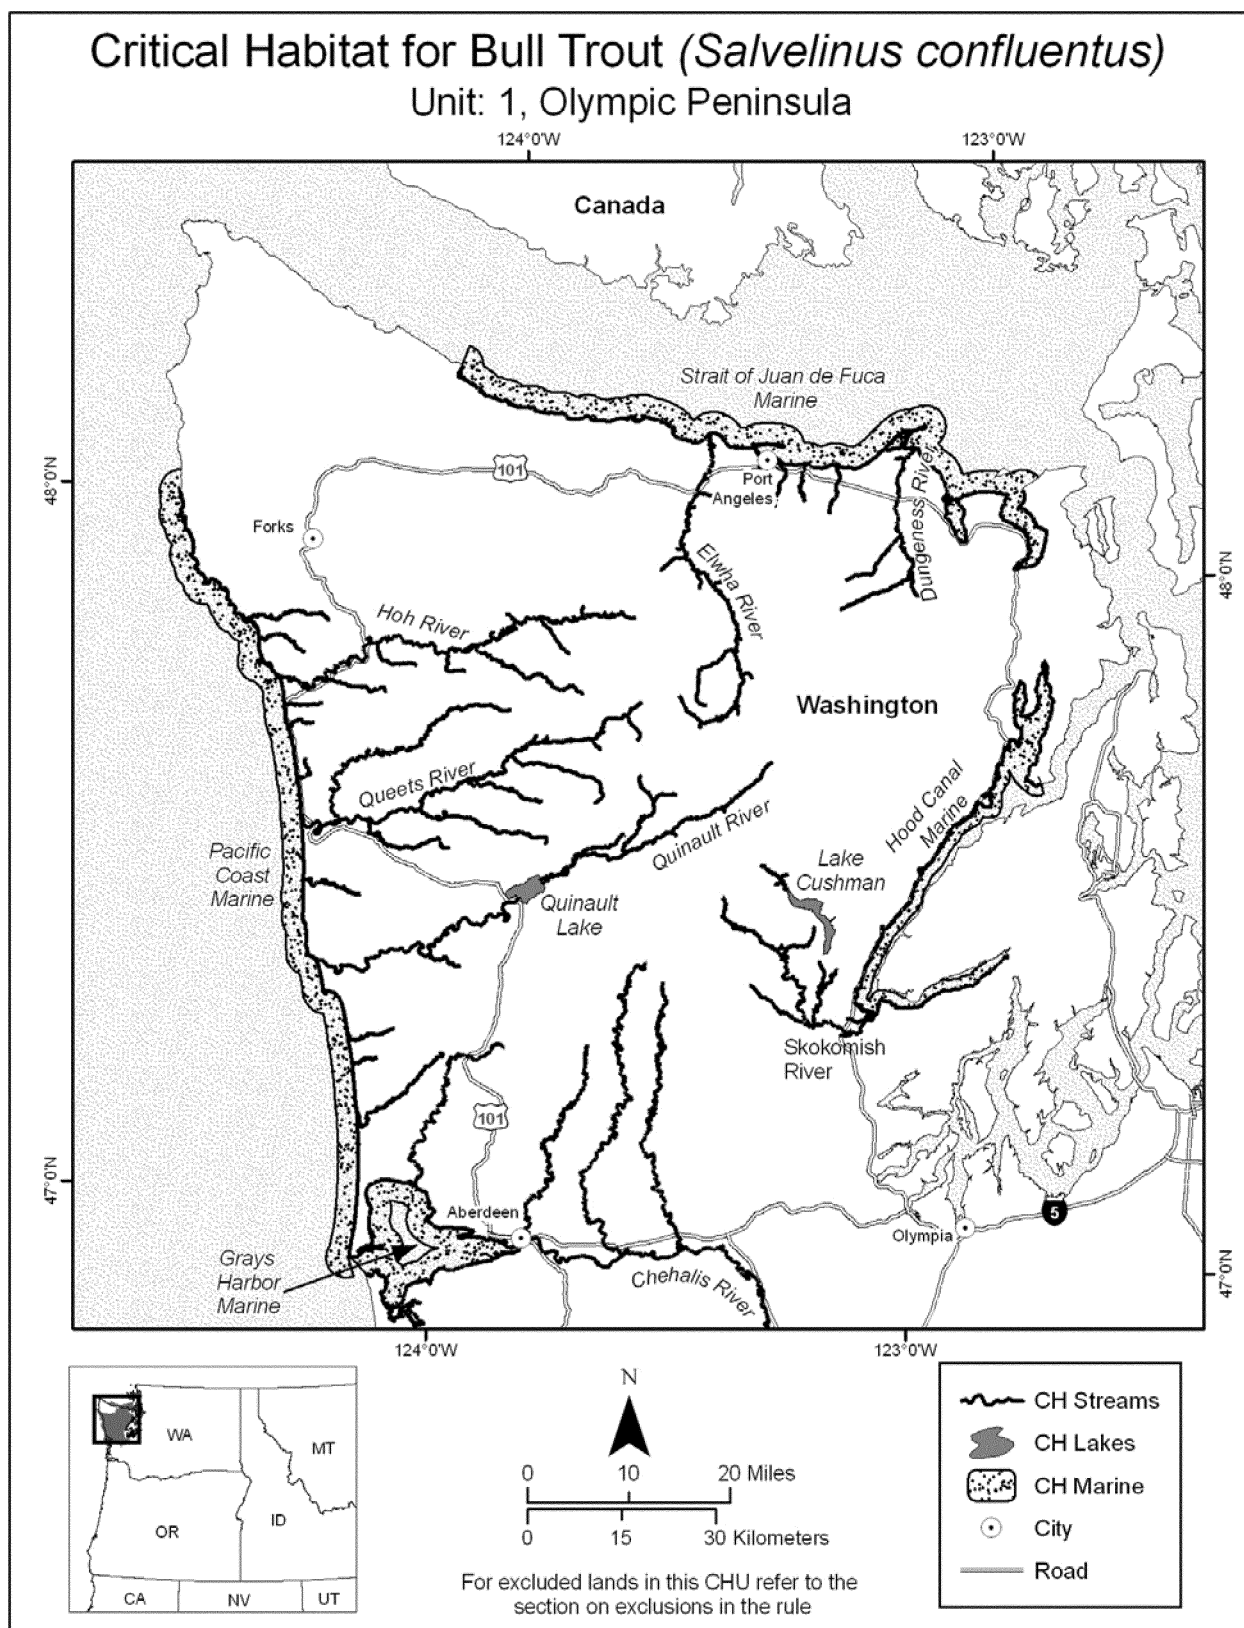 Critical Habitat for Bull Trout (Salvelinus confluentus)
Unit: 1, Olympic Peninsula
124°0'W
123°0'W
Canada
Strait of Juan de Fuca
Marine
48°0'N
101
Port
Angeles
Forks
Dungeness River
Elwha River
48°0'N
Hoh River
Washington
Queets River
Hood Canal
Marine
Quinault River
Pacific
Coast
Marine
Lake
Cushman
Quinault
Lake
Skokomish
River
101
47°0'N
Aberdeen
5
Olympia
Grays
Harbor
Marine
Chehalis River
47°0'N
124°0'W
123°0'W
WA
MT
OR
ID
CA
NV
UT
N
0 10 20 Miles
0 15 30 Kilometers
For excluded lands in this CHU refer to the
section on exclusions in the rule
CH Streams
CH Lakes
CH Marine
City
Road